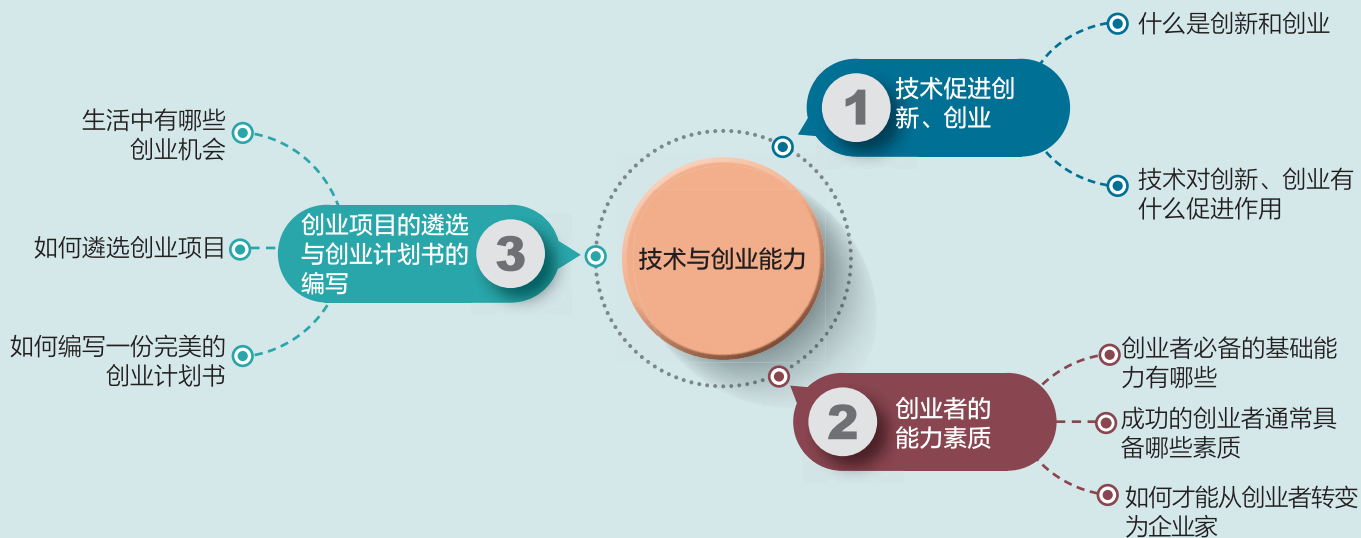 技术与创业能力
1
技术促进创
新、创业
什么是创新和创业
技术对创新、创业有
什么促进作用
2
创业者的
能力素质
创业者必备的基础能
力有哪些
成功的创业者通常具
备哪些素质
如何才能从创业者转变
为企业家
3
创业项目的遴选
与创业计划书的
编写
生活中有哪些
创业机会
如何遴选创业项目
如何编写一份完美的
创业计划书